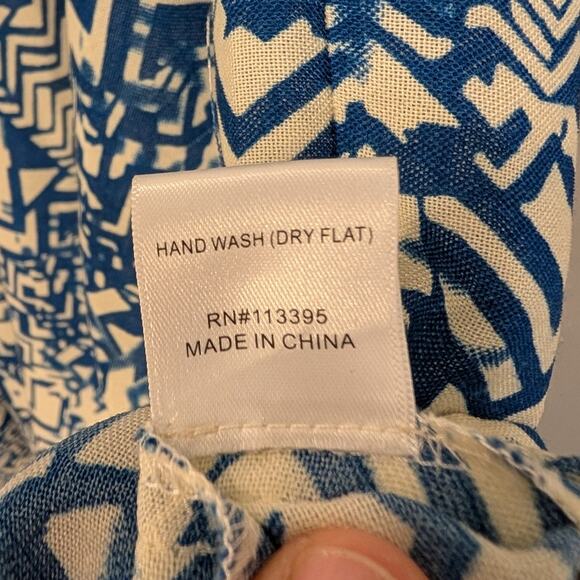 HAND WASH (DRY FLAT)
RN#113395
MADE IN CHINA